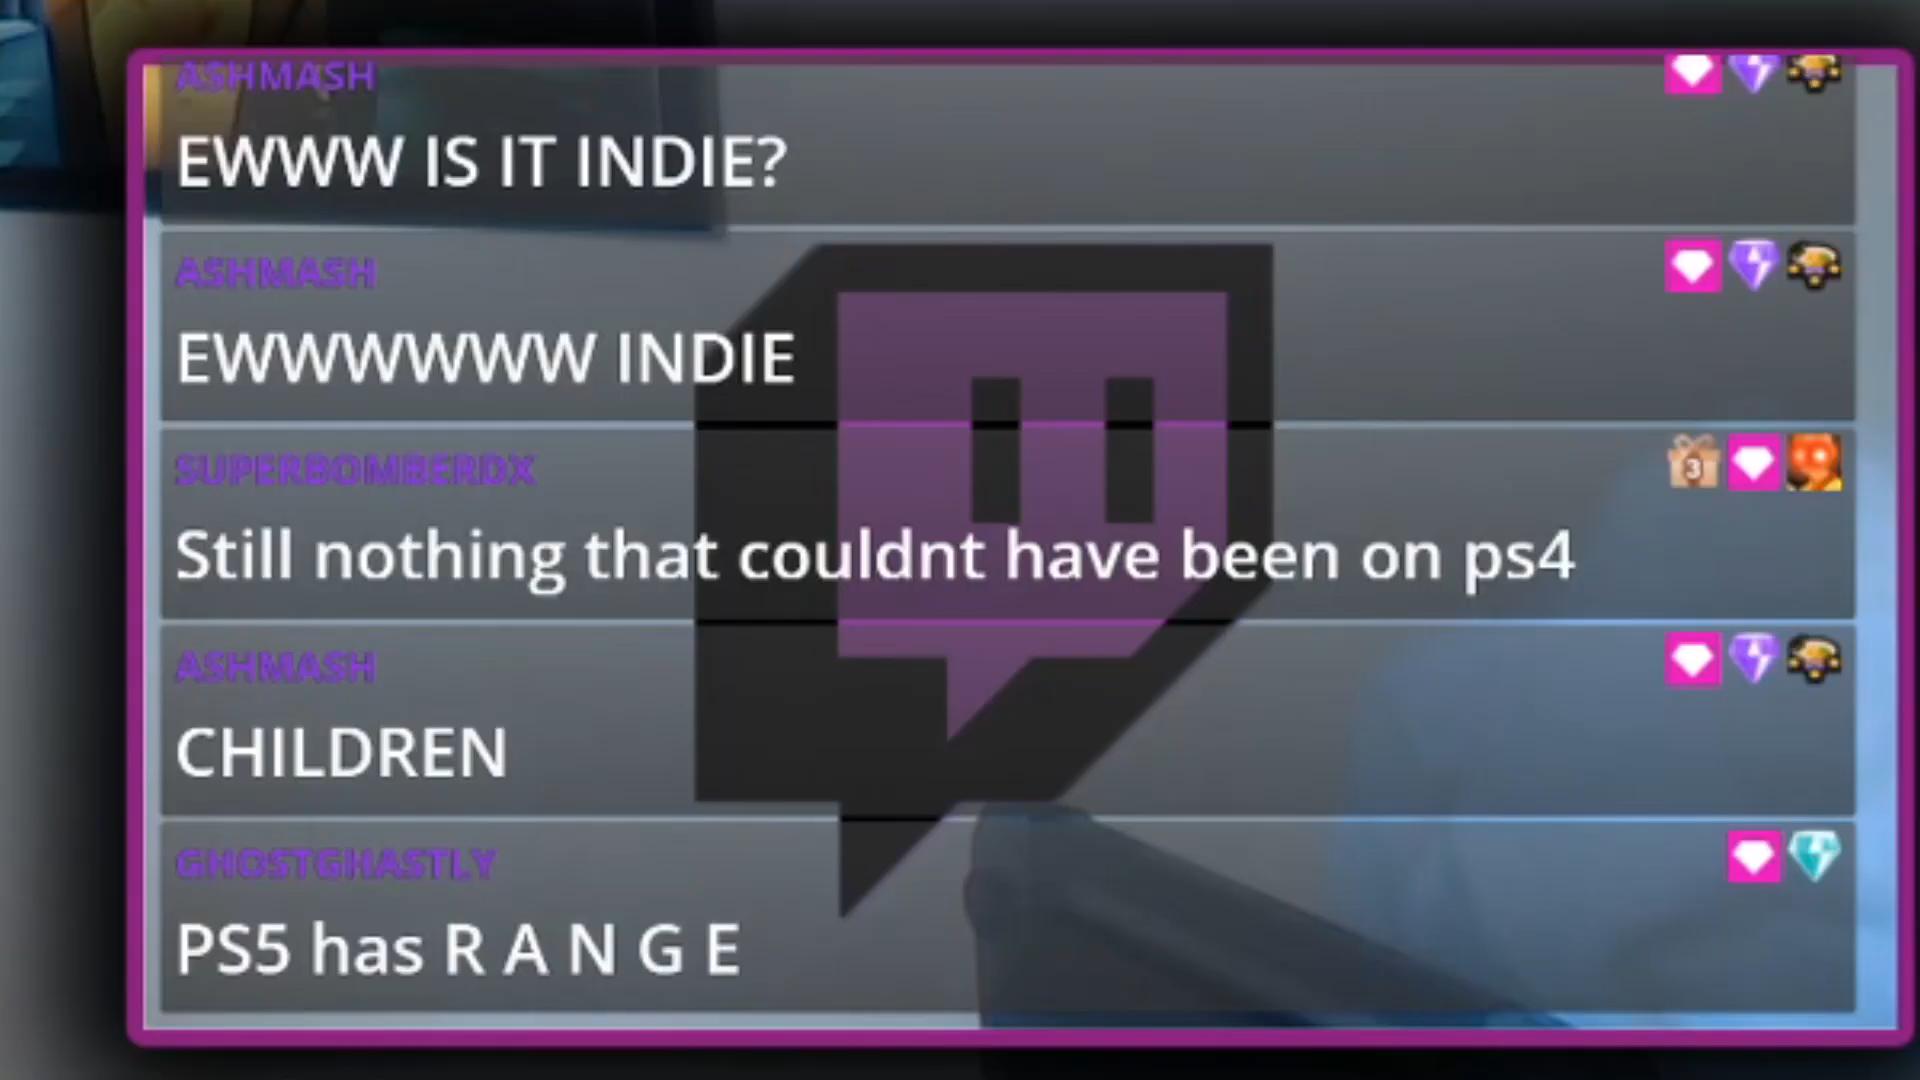 ASHMASH
EWWW IS IT INDIE?
ASHMASH
EWWWWWW INDIE
SUPERBOMBERDX
3
Still nothing that couldnt have been on ps4
ASHMASH
CHILDREN
GHOSTGHASTLY
PS5 has R A N G E